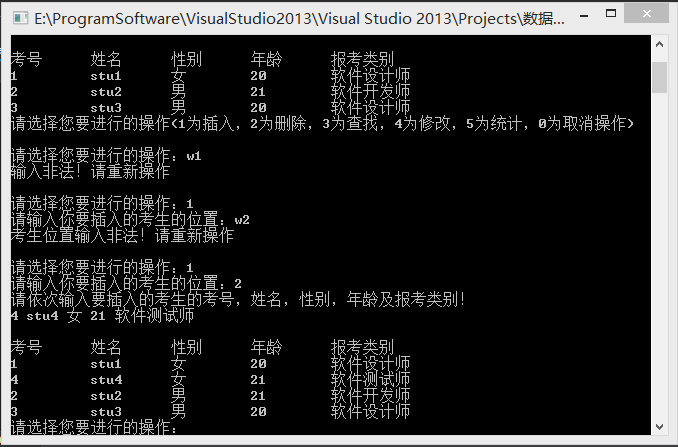 E:\ProgramSoftware\VisualStudio2013\Visual Studio 2013\Projects\数据...
考号 姓名 性别 年龄 报考类别
1 stu1 女 20 软件设计师
2 stu2 男 21 软件开发师
3 stu3 男 20 软件设计师
请选择您要进行的操作(1为插入，2为删除，3为查找，4为修改，5为统计，0为取消操作)
请选择您要进行的操作：w1
输入非法！请重新操作
请选择您要进行的操作：1
请输入你要插入的考生的位置：w2
考生位置输入非法！请重新操作
请选择您要进行的操作：1
请输入你要插入的考生的位置：2
请依次输入要插入的考生的考号，姓名，性别，年龄及报考类别！
4 stu4 女 21 软件测试师
考号 姓名 性别 年龄 报考类别
1 stu1 女 20 软件设计师
4 stu4 女 21 软件测试师
2 stu2 男 21 软件开发师
3 stu3 男 20 软件设计师
请选择您要进行的操作：